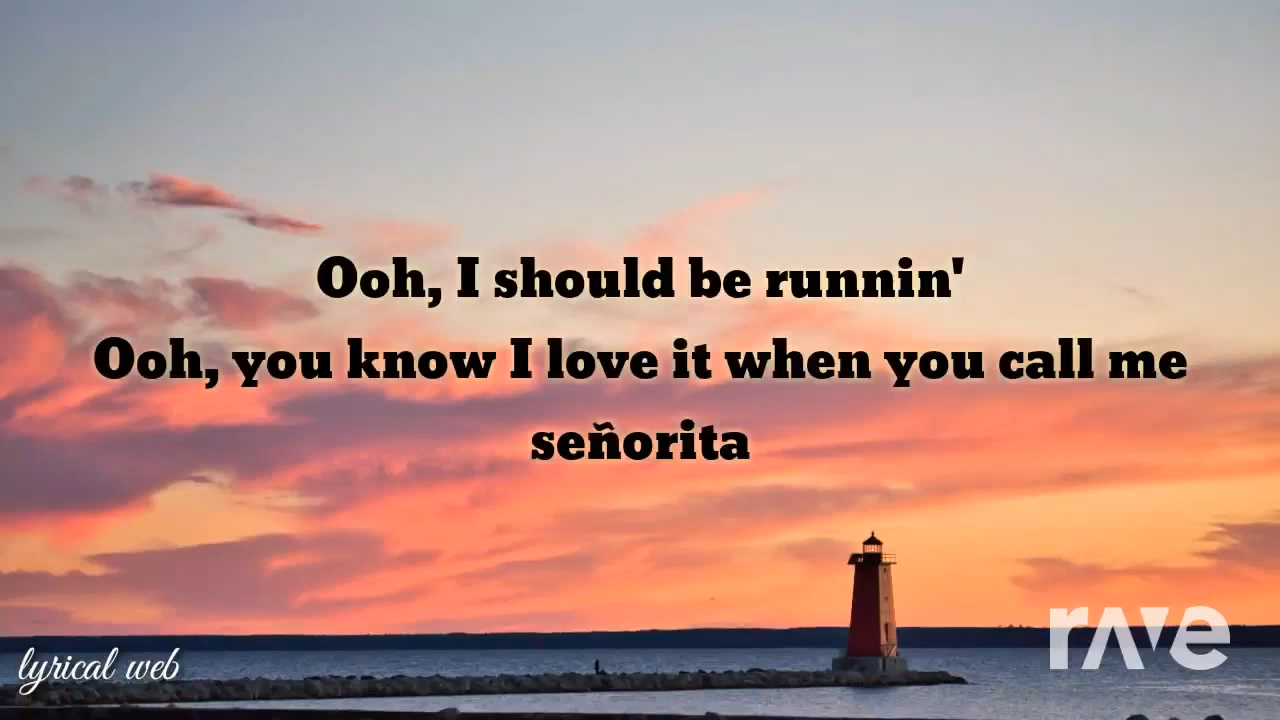 Ooh, I should be runnin'
Ooh, you know I love it when you call me
señorita
rave
lyrical web